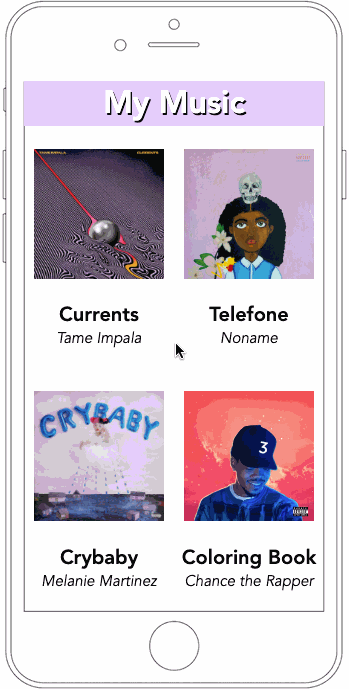 My Music
TAME IMPALA CURRENTS
Currents
Tame Impala
Telefone
Noname
CRYBABY
3
Crybaby
Melanie Martinez
Coloring Book
Chance the Rapper